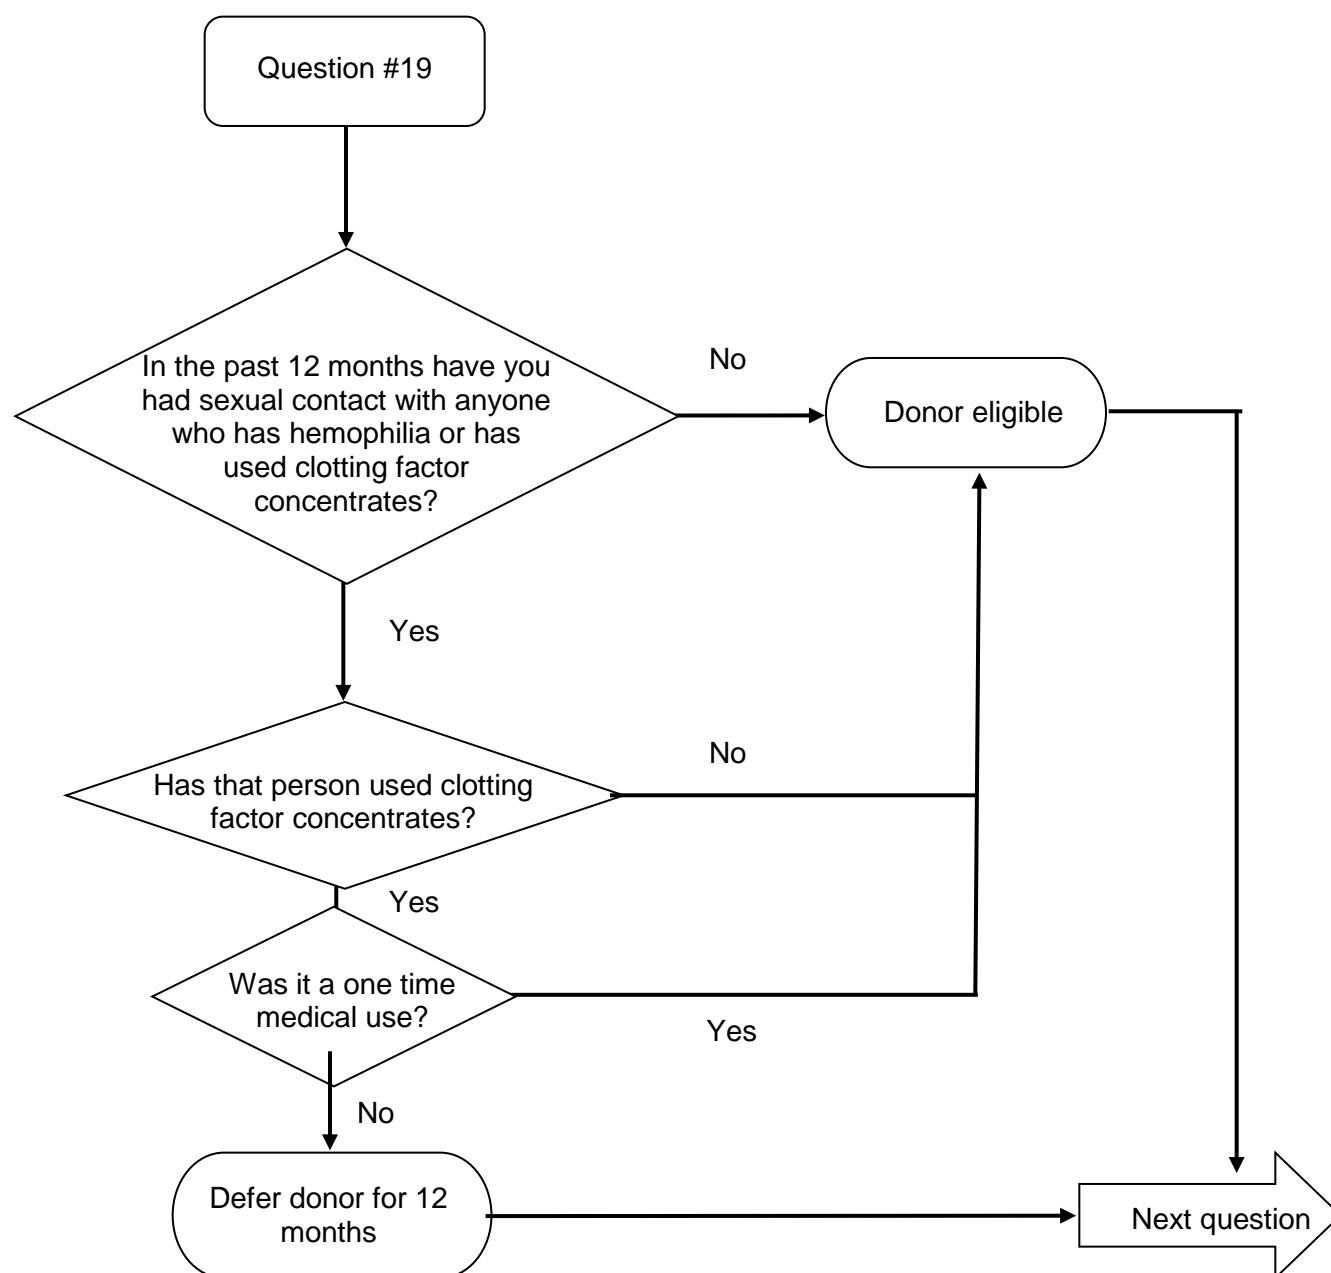 Question #19
No
In the past 12 months have you
had sexual contact with anyone
who has hemophilia or has
used clotting factor
concentrates?
Donor eligible
Yes
No
Has that person used clotting
factor concentrates?
Yes
Was it a one time
medical use?
Yes
No
Defer donor for 12
months
Next question